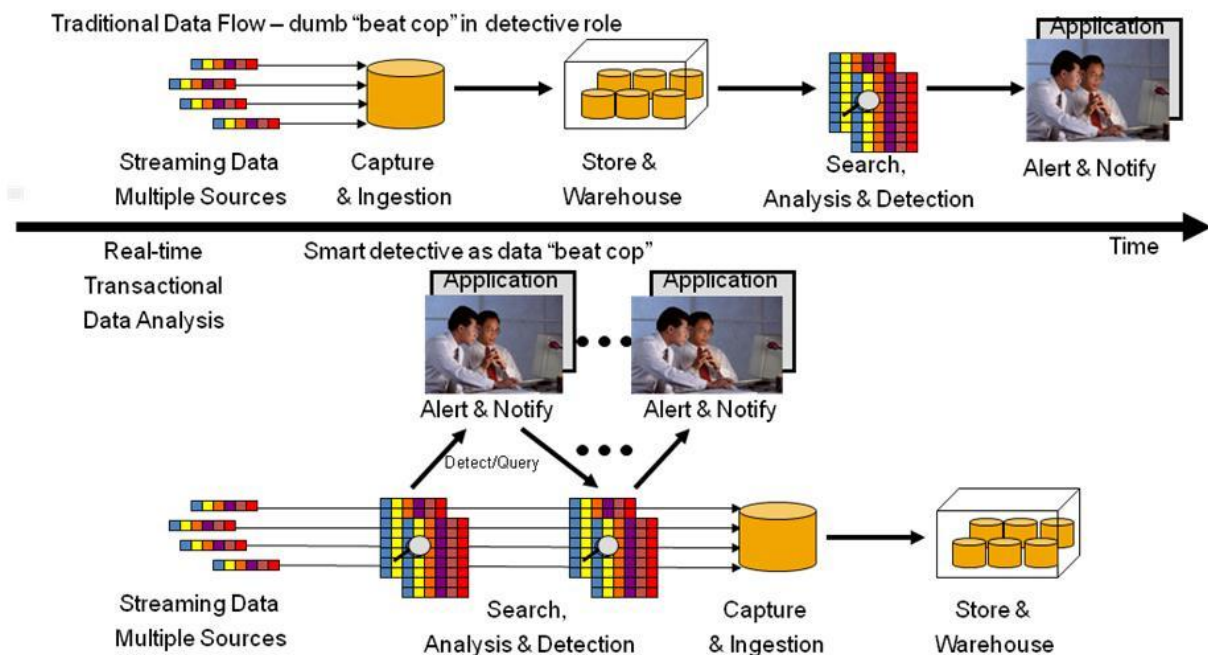 Traditional Data Flow – dumb “beat cop” in detective role
Application
Streaming Data
Multiple Sources
Capture
& Ingestion
Store &
Warehouse
Search,
Analysis & Detection
Alert & Notify
Time
Real-time
Transactional
Data Analysis
Smart detective as data “beat cop”
Application
Application
Alert & Notify
Alert & Notify
Detect/Query
Streaming Data
Multiple Sources
Search,
Analysis & Detection
Capture
& Ingestion
Store &
Warehouse